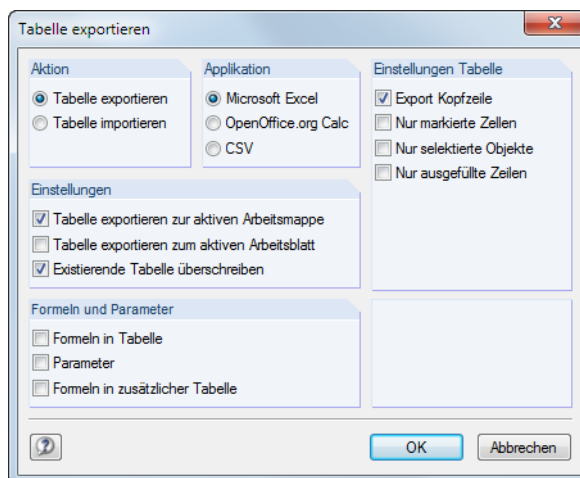 Tabelle exportieren
Aktion
Tabelle exportieren
Tabelle importieren
Applikation
Microsoft Excel
OpenOffice.org Calc
CSV
Einstellungen Tabelle
Export Kopfzeile
Nur markierte Zellen
Nur selektierte Objekte
Nur ausgefüllte Zeilen
Einstellungen
Tabelle exportieren zur aktiven Arbeitsmappe
Tabelle exportieren zum aktiven Arbeitsblatt
Existierende Tabelle überschreiben
Formeln und Parameter
Formeln in Tabelle
Parameter
Formeln in zusätzlicher Tabelle
OK
Abbrechen